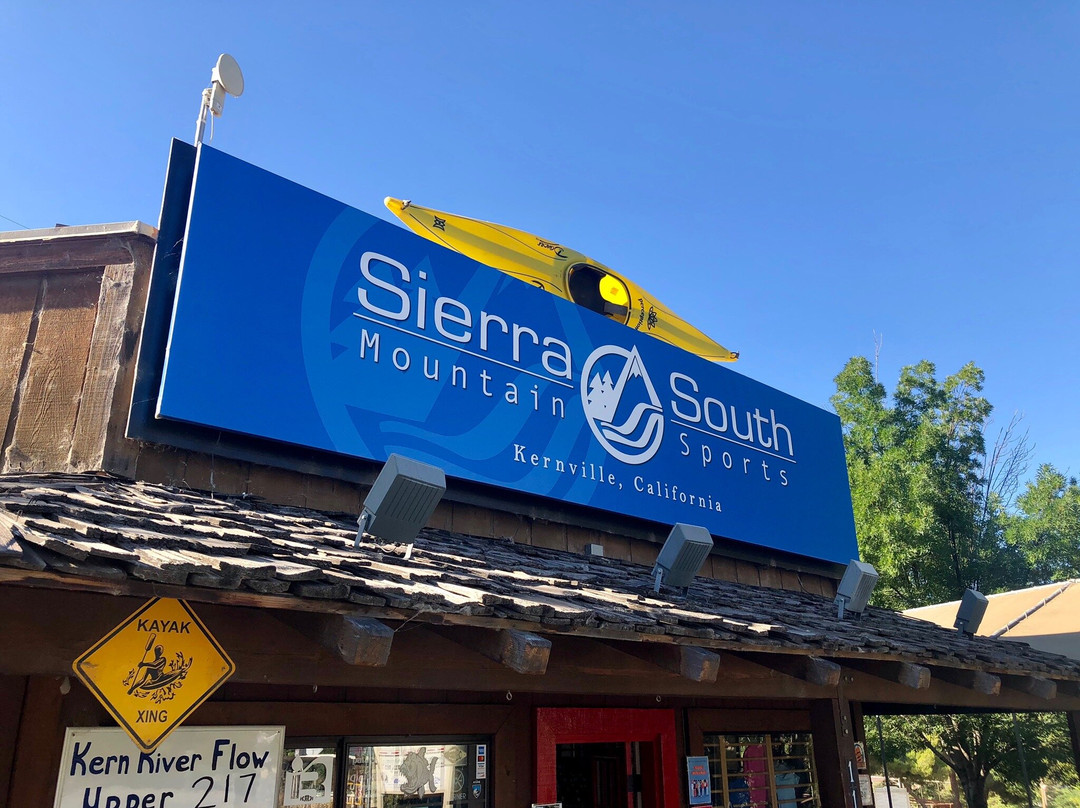 Sierra
Mountain
South
Sports
Kernville, California
KAYAK
XING
Kern River Flow
Upper 217